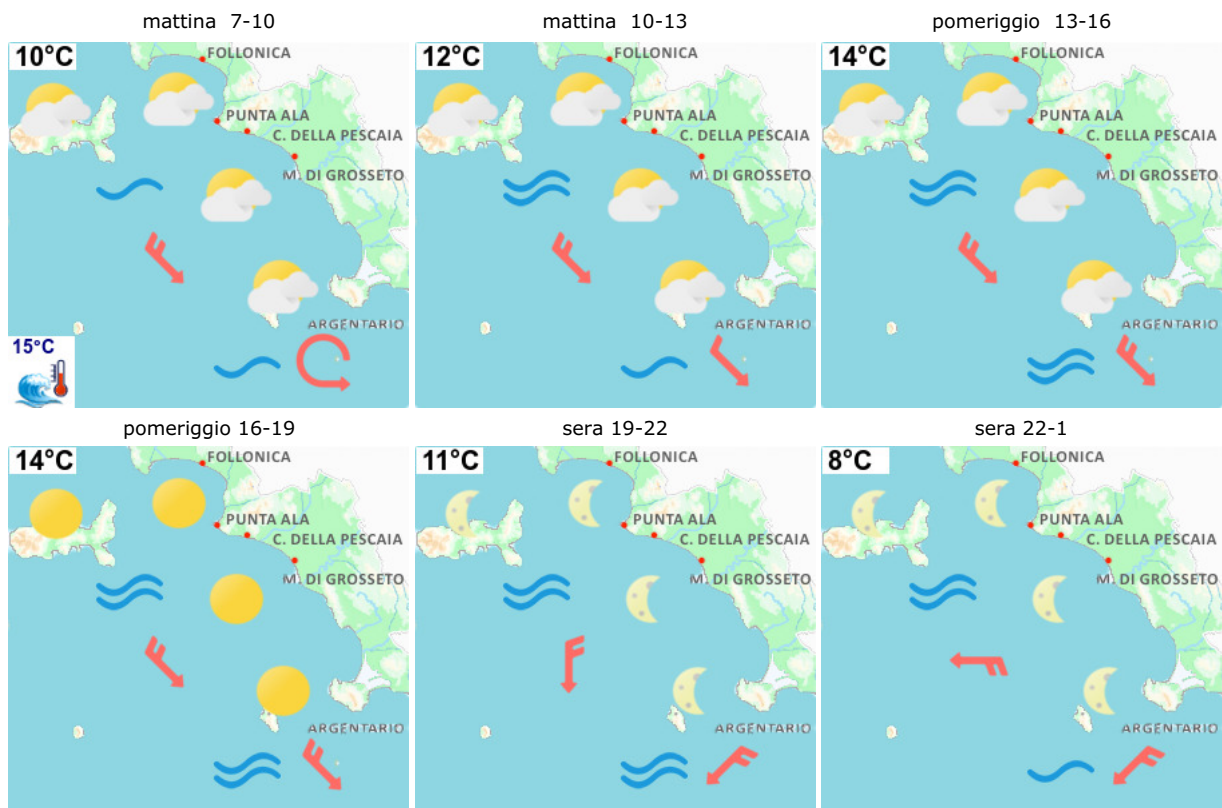 mattina 7-10
mattina 10-13
pomeriggio 13-16
10°C
FOLLONICA
PUNTA ALA
C. DELLA PESCAIA
M. DI GROSSETO
ARGENTARIO
15°C
12°C
FOLLONICA
PUNTA ALA
C. DELLA PESCAIA
M. DI GROSSETO
ARGENTARIO
14°C
FOLLONICA
PUNTA ALA
C. DELLA PESCAIA
M. DI GROSSETO
ARGENTARIO
pomeriggio 16-19
sera 19-22
sera 22-1
14°C
FOLLONICA
PUNTA ALA
C. DELLA PESCAIA
M. DI GROSSETO
ARGENTARIO
11°C
FOLLONICA
PUNTA ALA
C. DELLA PESCAIA
M. DI GROSSETO
ARGENTARIO
8°C
FOLLONICA
PUNTA ALA
C. DELLA PESCAIA
M. DI GROSSETO
ARGENTARIO